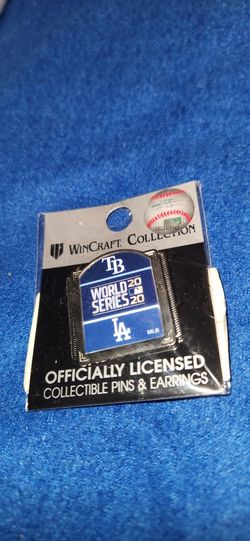 WINCRAFT. COLLECTION
TB
WORLD 20
SERIES 20
LA
MLB
OFFICIALLY LICENSED
COLLECTIBLE PINS & EARRINGS